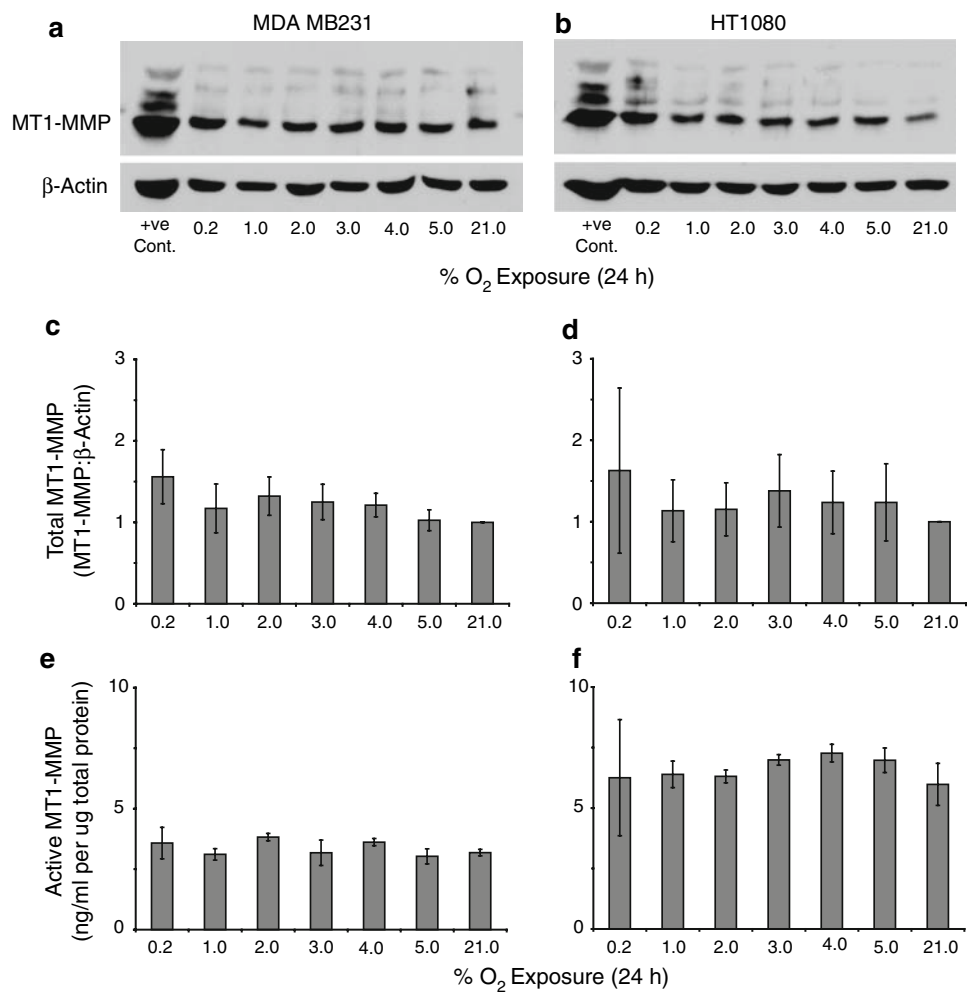 a MDA MB231
b HT1080
MT1-MMP
β-Actin
+ve Cont. 0.2 1.0 2.0 3.0 4.0 5.0 21.0
+ve Cont. 0.2 1.0 2.0 3.0 4.0 5.0 21.0
% O2 Exposure (24 h)
c
Total MT1-MMP
(MT1-MMP:β-Actin)
3
2
1
0
0.2 1.0 2.0 3.0 4.0 5.0 21.0
d
3
2
1
0
0.2 1.0 2.0 3.0 4.0 5.0 21.0
e
Active MT1-MMP
(ng/ml per ug total protein)
10
5
0
0.2 1.0 2.0 3.0 4.0 5.0 21.0
f
10
5
0
0.2 1.0 2.0 3.0 4.0 5.0 21.0
% O2 Exposure (24 h)